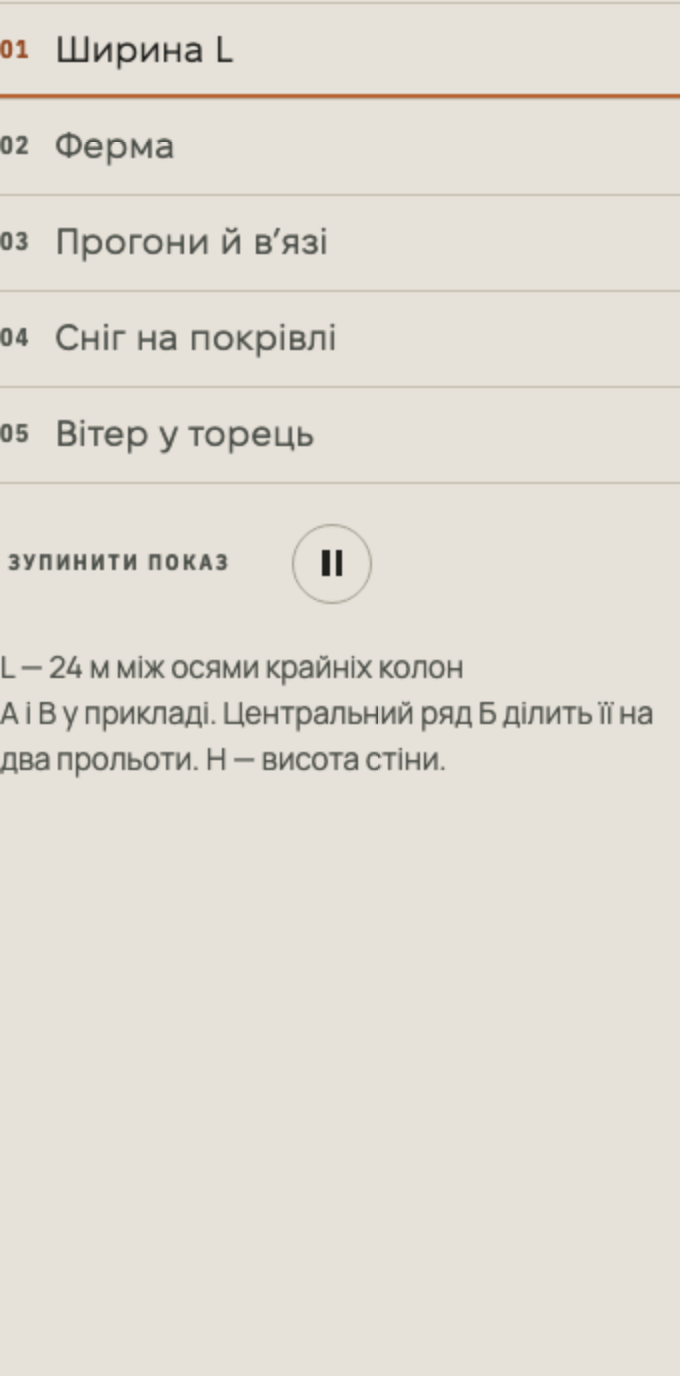 01 Ширина L
02 Ферма
03 Прогони й в’язі
04 Сніг на покрівлі
05 Вітер у торець
ЗУПИНИТИ ПОКАЗ
L — 24 м між осями крайніх колон
А і В у прикладі. Центральний ряд Б ділить її на
два прольоти. Н — висота стіни.